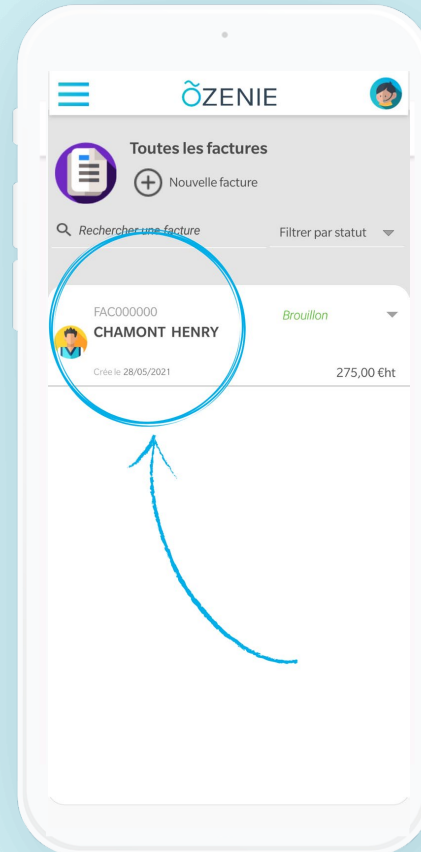 ÕZENIE
Toutes les factures
Nouvelle facture
Rechercher une facture
Filtrer par statut
FAC000000
Brouillon
CHAMONT HENRY
Crée le 28/05/2021
275,00 €ht